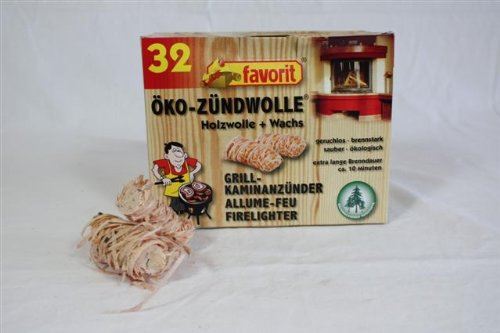 32
favorit
ÖKO-ZÜNDWOLLE®
Holzwolle + Wachs
geruchlos - brennstark
sauber - ökologisch
extra lange Brenndauer
ca. 10 minuten
GRILL-
KAMINANZÜNDER
ALLUME-FEU
FIRELIGHTER